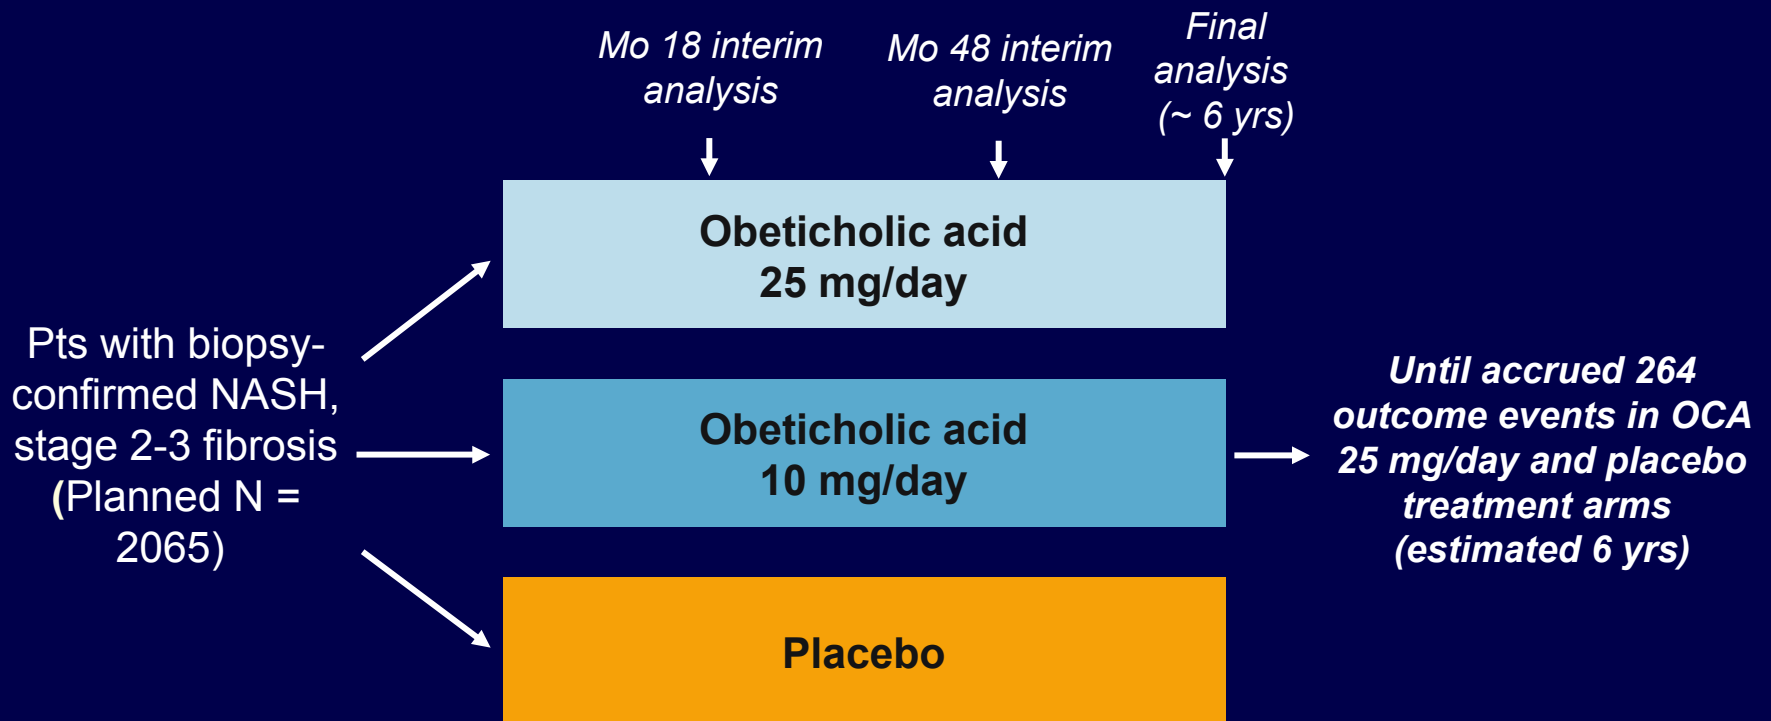 Mo 18 interim
analysis
Mo 48 interim
analysis
Final
analysis
(~ 6 yrs)
Pts with biopsy-
confirmed NASH,
stage 2-3 fibrosis
(Planned N =
2065)
Obeticholic acid
25 mg/day
Obeticholic acid
10 mg/day
Placebo
Until accrued 264
outcome events in OCA
25 mg/day and placebo
treatment arms
(estimated 6 yrs)